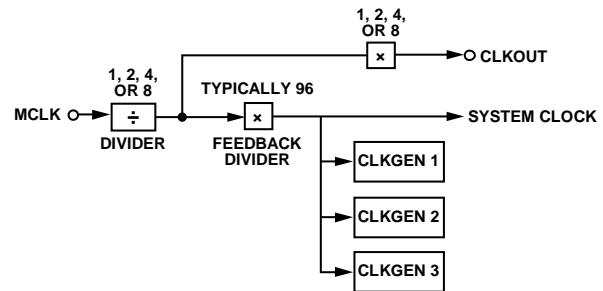 1, 2, 4,
OR 8
×
CLKOUT
1, 2, 4,
OR 8
TYPICALLY 96
MCLK
÷
×
SYSTEM CLOCK
DIVIDER
FEEDBACK
DIVIDER
CLKGEN 1
CLKGEN 2
CLKGEN 3